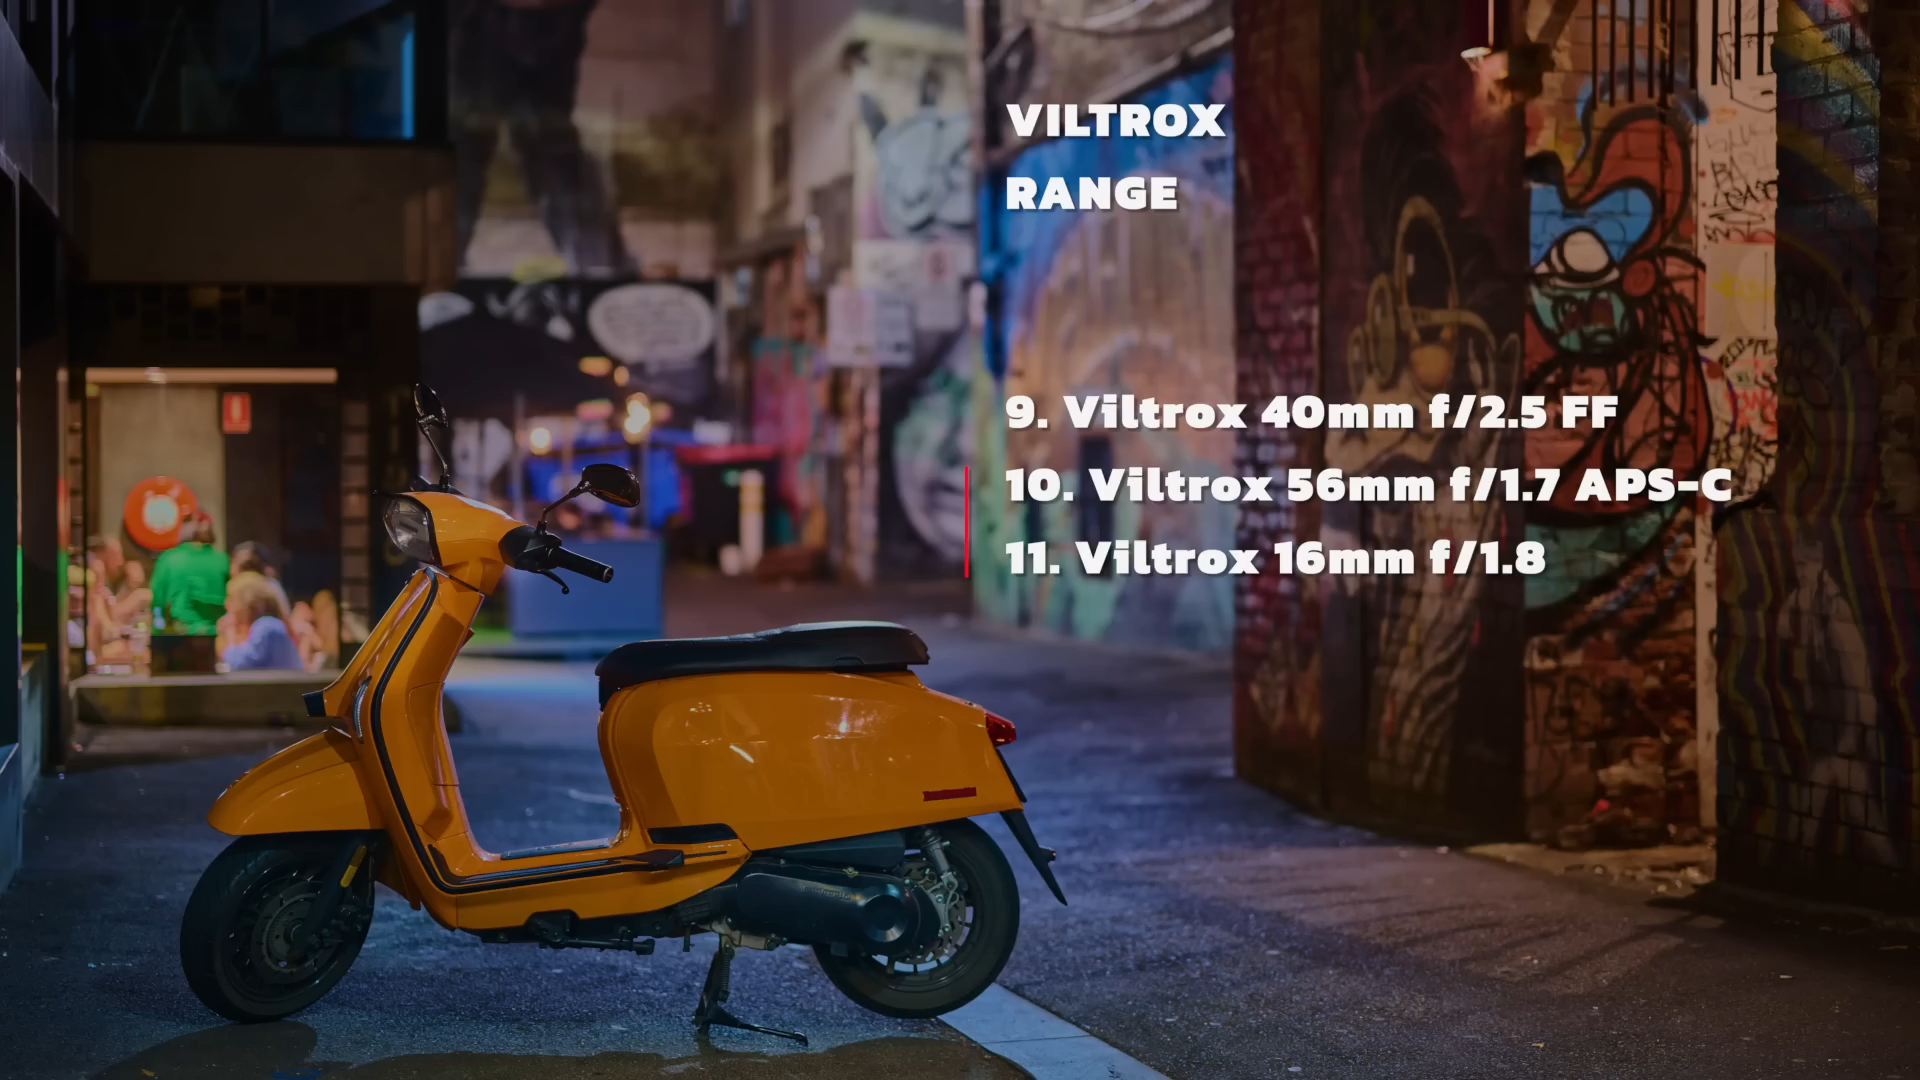 VILTROX
RANGE
9. Viltrox 40mm f/2.5 FF
10. Viltrox 56mm f/1.7 APS-C
11. Viltrox 16mm f/1.8